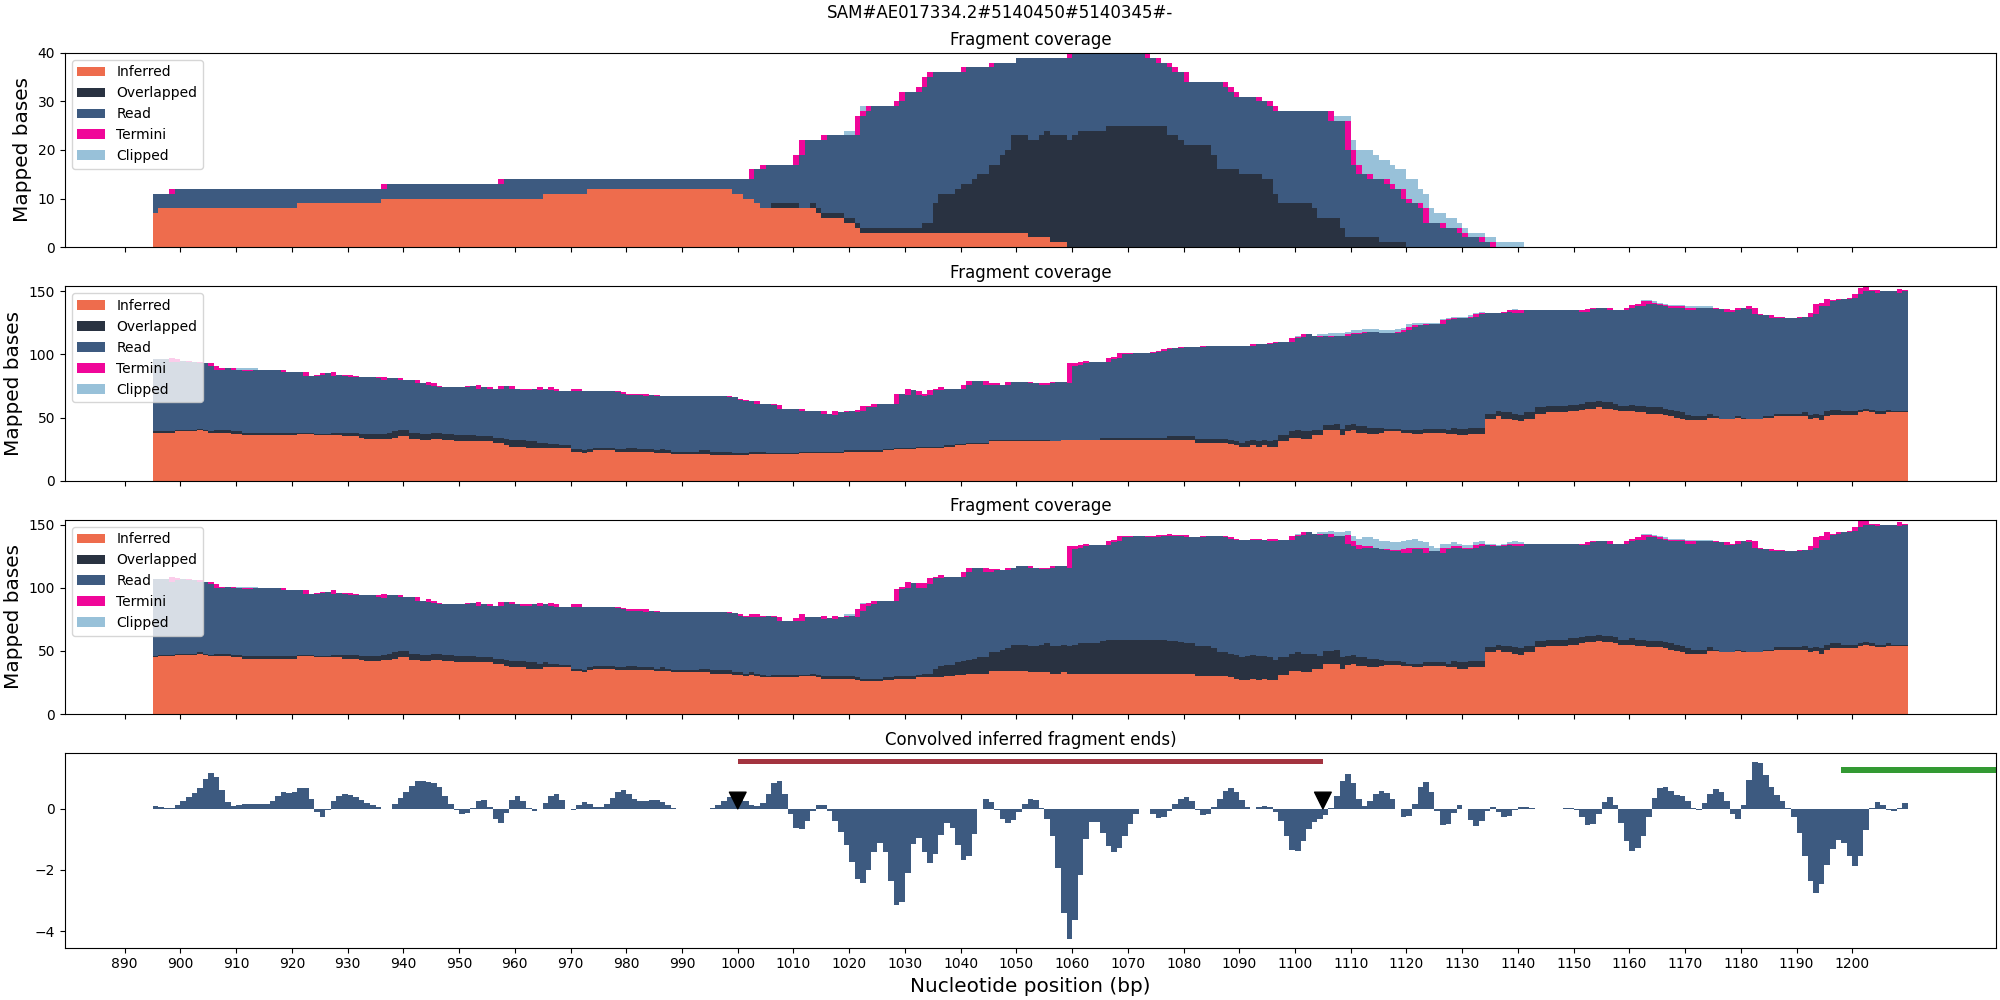 SAM#AE017334.2#5140450#5140345#-
Fragment coverage
40
30
20
10
0
Mapped bases
Inferred
Overlapped
Read
Termini
Clipped
Fragment coverage
150
100
50
0
Mapped bases
Inferred
Overlapped
Read
Termini
Clipped
Fragment coverage
150
100
50
0
Mapped bases
Inferred
Overlapped
Read
Termini
Clipped
Convolved inferred fragment ends)
0
−2
−4
890 900 910 920 930 940 950 960 970 980 990 1000 1010 1020 1030 1040 1050 1060 1070 1080 1090 1100 1110 1120 1130 1140 1150 1160 1170 1180 1190 1200
Nucleotide position (bp)